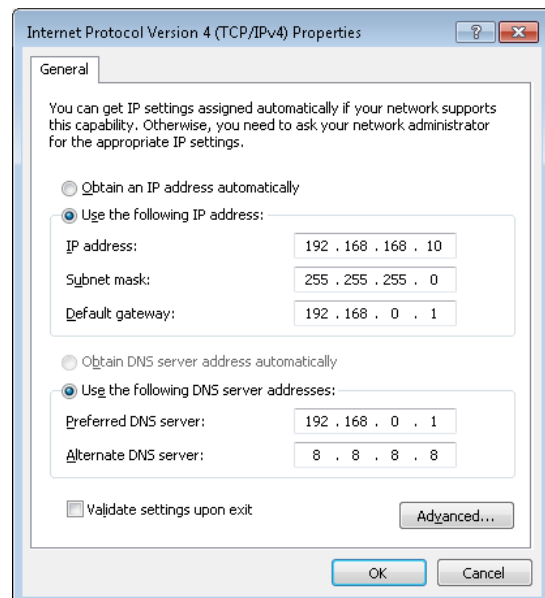 Internet Protocol Version 4 (TCP/IPv4) Properties
General
You can get IP settings assigned automatically if your network supports
this capability. Otherwise, you need to ask your network administrator
for the appropriate IP settings.
Obtain an IP address automatically
Use the following IP address:
IP address: 192 . 168 . 168 . 10
Subnet mask: 255 . 255 . 255 . 0
Default gateway: 192 . 168 . 0 . 1
Obtain DNS server address automatically
Use the following DNS server addresses:
Preferred DNS server: 192 . 168 . 0 . 1
Alternate DNS server: 8 . 8 . 8 . 8
Validate settings upon exit
Advanced...
OK Cancel